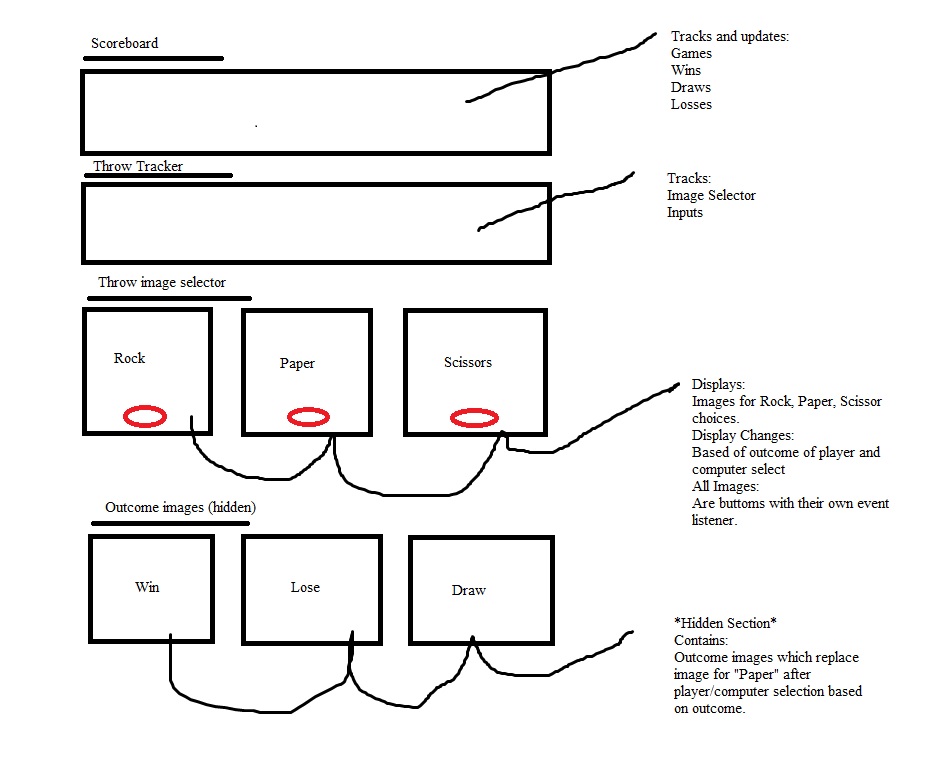 Scoreboard
Tracks and updates:
Games
Wins
Draws
Losses
Throw Tracker
Tracks:
Image Selector
Inputs
Throw image selector
Rock
Paper
Scissors
Displays:
Images for Rock, Paper, Scissor
choices.
Display Changes:
Based of outcome of player and
computer select
All Images:
Are buttoms with their own event
listener.
Outcome images (hidden)
Win
Lose
Draw
*Hidden Section*
Contains:
Outcome images which replace
image for "Paper" after
player/computer selection based
on outcome.